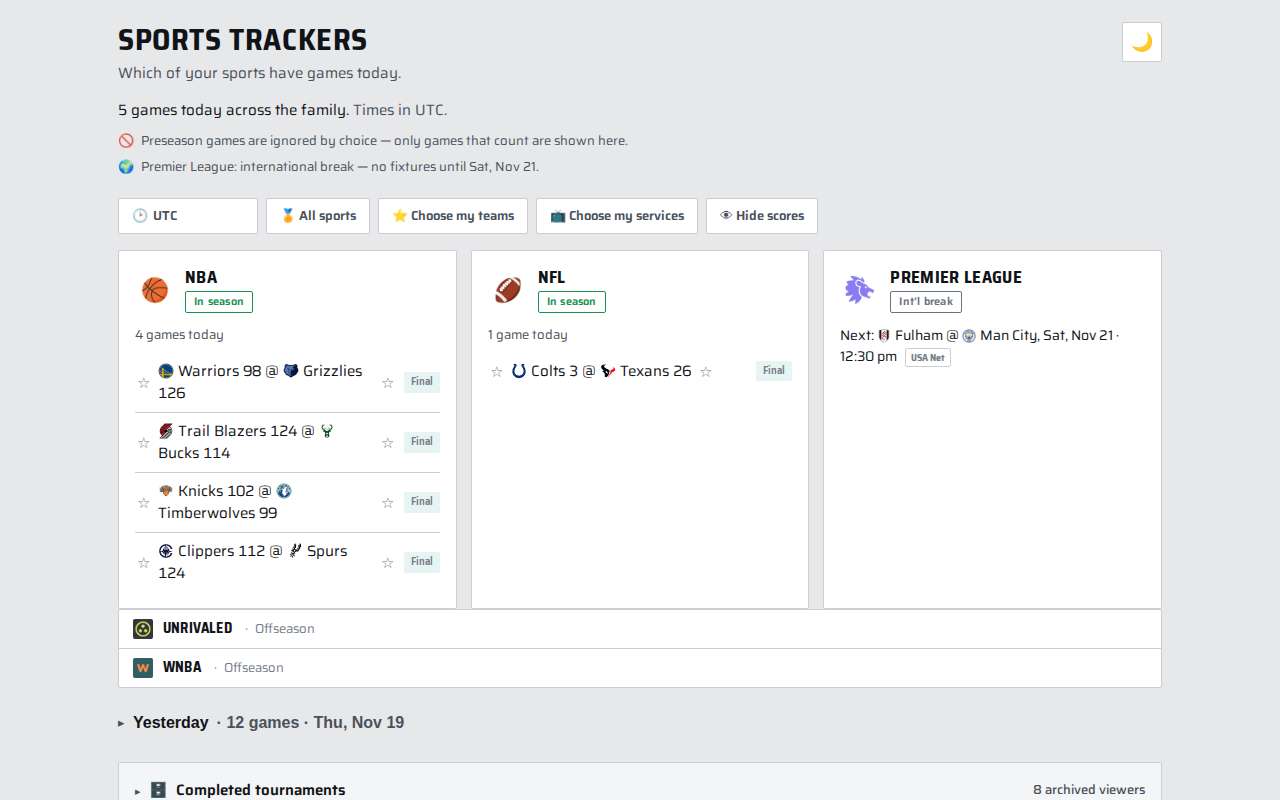 SPORTS TRACKERS
Which of your sports have games today.
5 games today across the family. Times in UTC.
Preseason games are ignored by choice — only games that count are shown here.
Premier League: international break — no fixtures until Sat, Nov 21.
UTC
All sports
Choose my teams
Choose my services
Hide scores
NBA
In season
4 games today
Warriors 98 @ Grizzlies
126
Final
Trail Blazers 124 @
Bucks 114
Final
Knicks 102 @
Timberwolves 99
Final
Clippers 112 @ Spurs
124
Final
NFL
In season
1 game today
Colts 3 @ Texans 26
Final
PREMIER LEAGUE
Int'l break
Next: Fulham @ Man City, Sat, Nov 21 ·
12:30 pm USA Net
UNRIVALED · Offseason
W
WNBA · Offseason
Yesterday · 12 games · Thu, Nov 19
Completed tournaments
8 archived viewers